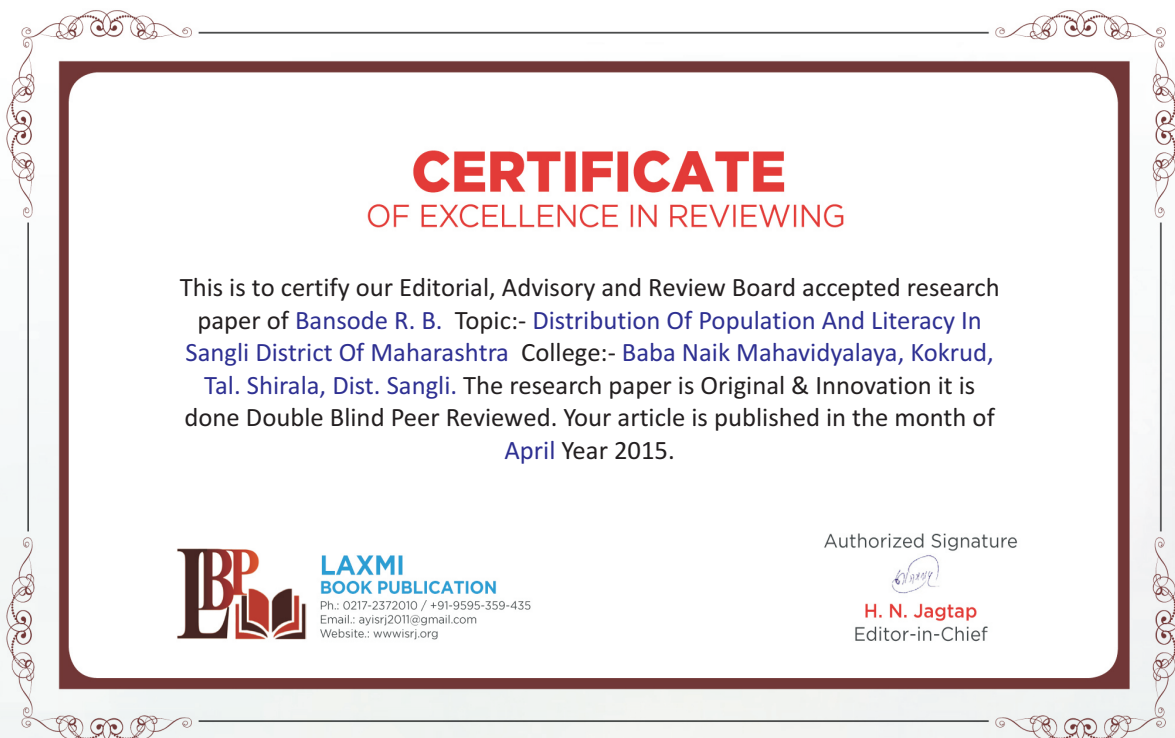 CERTIFICATE
OF EXCELLENCE IN REVIEWING
This is to certify our Editorial, Advisory and Review Board accepted research
paper of Bansode R. B. Topic:- Distribution Of Population And Literacy In
Sangli District Of Maharashtra College:- Baba Naik Mahavidyalaya, Kokrud,
Tal. Shirala, Dist. Sangli. The research paper is Original & Innovation it is
done Double Blind Peer Reviewed. Your article is published in the month of
April Year 2015.
LBP
LAXMI
BOOK PUBLICATION
Ph.: 0217-2372010 / +91-9595-359-435
Email.: ayisrj2011@gmail.com
Website.: wwwisrj.org
Authorized Signature
H. N. Jagtap
Editor-in-Chief